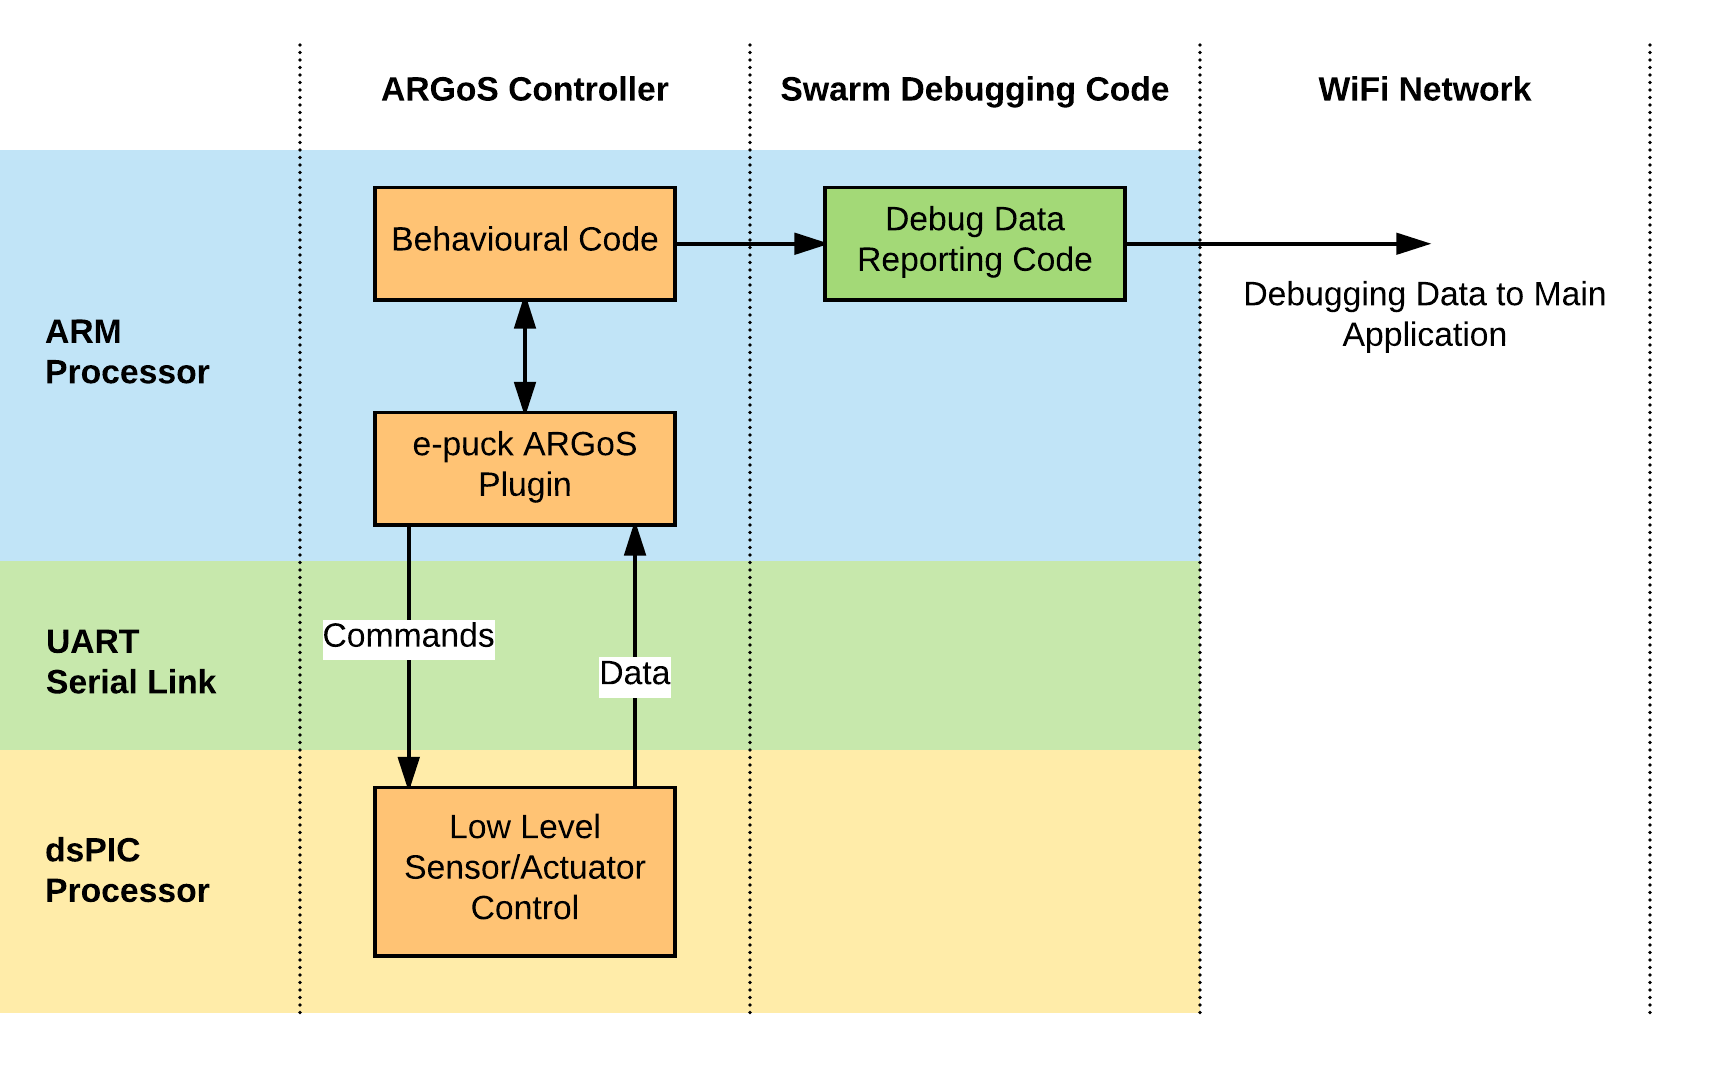 ARGoS Controller
Swarm Debugging Code
WiFi Network
Behavioural Code
Debug Data
Reporting Code
Debugging Data to Main
Application
ARM
Processor
e-puck ARGoS
Plugin
UART
Serial Link
Commands
Data
dsPIC
Processor
Low Level
Sensor/Actuator
Control